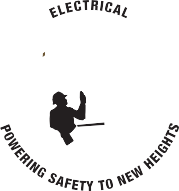 ELECTRICAL
POWERING SAFETY TO NEW HEIGHTS